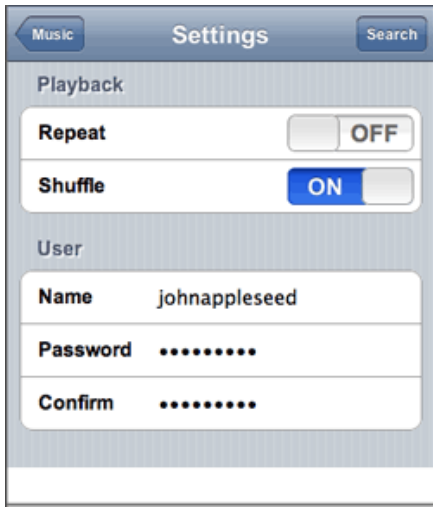 Music Settings Search
Playback
Repeat OFF
Shuffle ON
User
Name johnappleseed
Password •••••••••
Confirm •••••••••